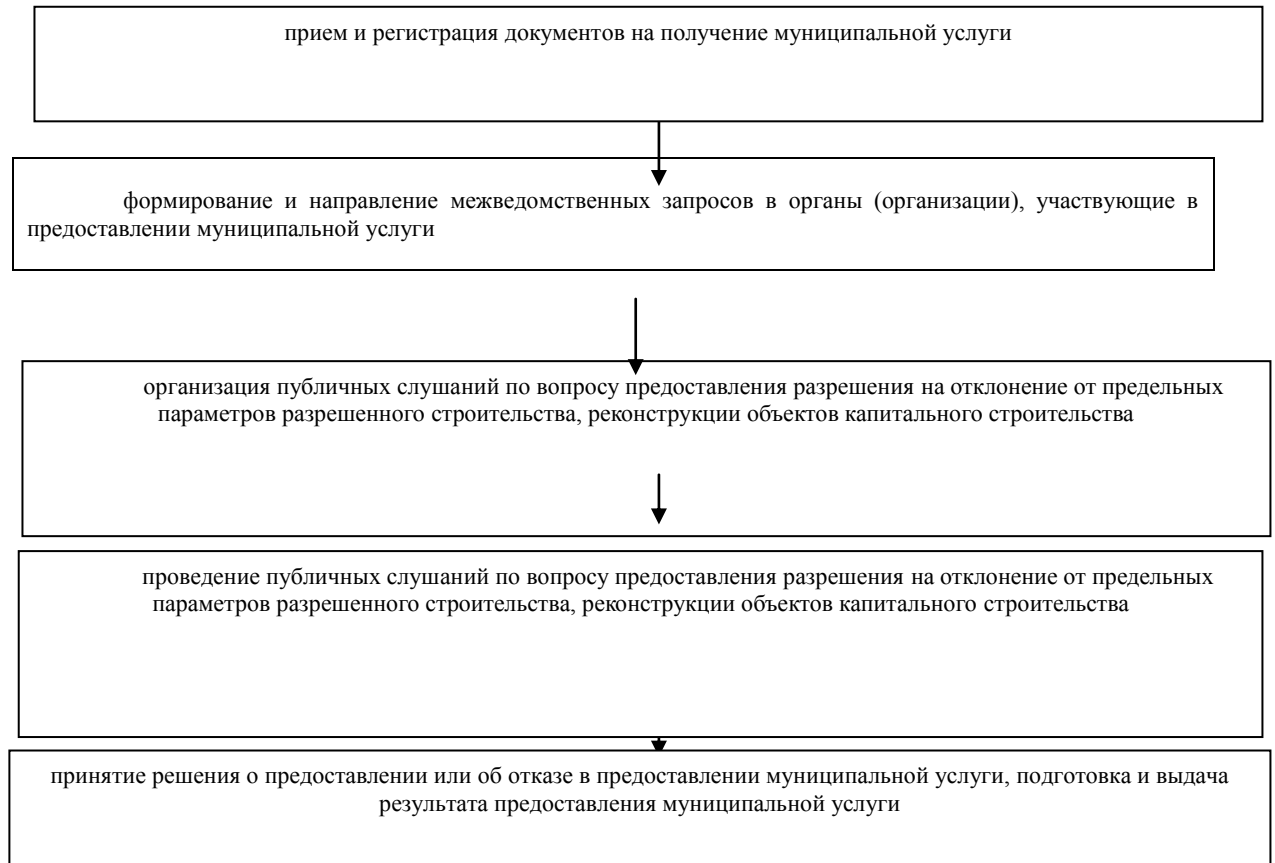 прием и регистрация документов на получение муниципальной услуги
формирование и направление межведомственных запросов в органы (организации), участвующие в
предоставлении муниципальной услуги
организация публичных слушаний по вопросу предоставления разрешения на отклонение от предельных
параметров разрешенного строительства, реконструкции объектов капитального строительства
проведение публичных слушаний по вопросу предоставления разрешения на отклонение от предельных
параметров разрешенного строительства, реконструкции объектов капитального строительства
принятие решения о предоставлении или об отказе в предоставлении муниципальной услуги, подготовка и выдача
результата предоставления муниципальной услуги